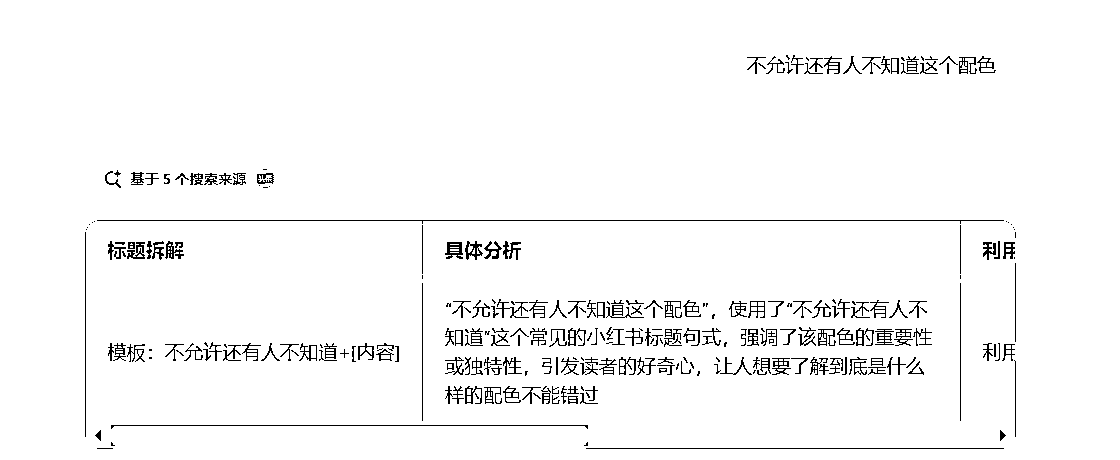 不允许还有人不知道这个配色
基于 5 个搜索来源
标题拆解
具体分析
利用
“不允许还有人不知道这个配色”，使用了“不允许还有人不
知道”这个常见的小红书标题句式，强调了该配色的重要性
或独特性，引发读者的好奇心，让人想要了解到底是什么
样的配色不能错过
模板：不允许还有人不知道+[内容]
利用